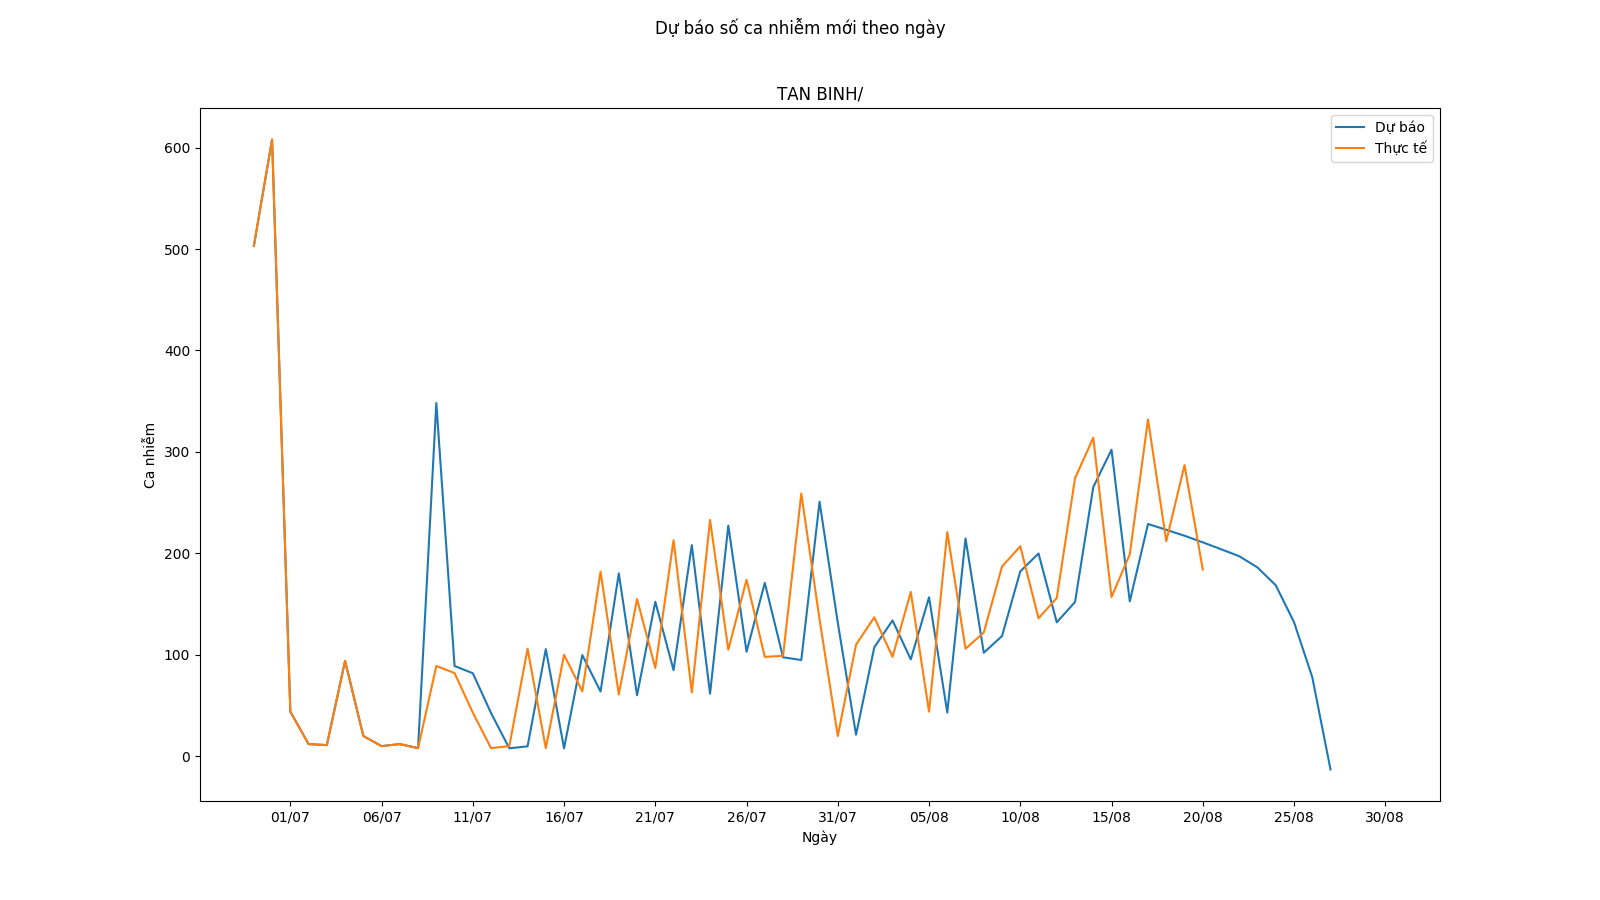 Dự báo số ca nhiễm mới theo ngày
TAN BINH/
Dự báo
Thực tế
600
500
400
300
200
100
0
Ca nhiễm
01/07 06/07 11/07 16/07 21/07 26/07 31/07 05/08 10/08 15/08 20/08 25/08 30/08
Ngày